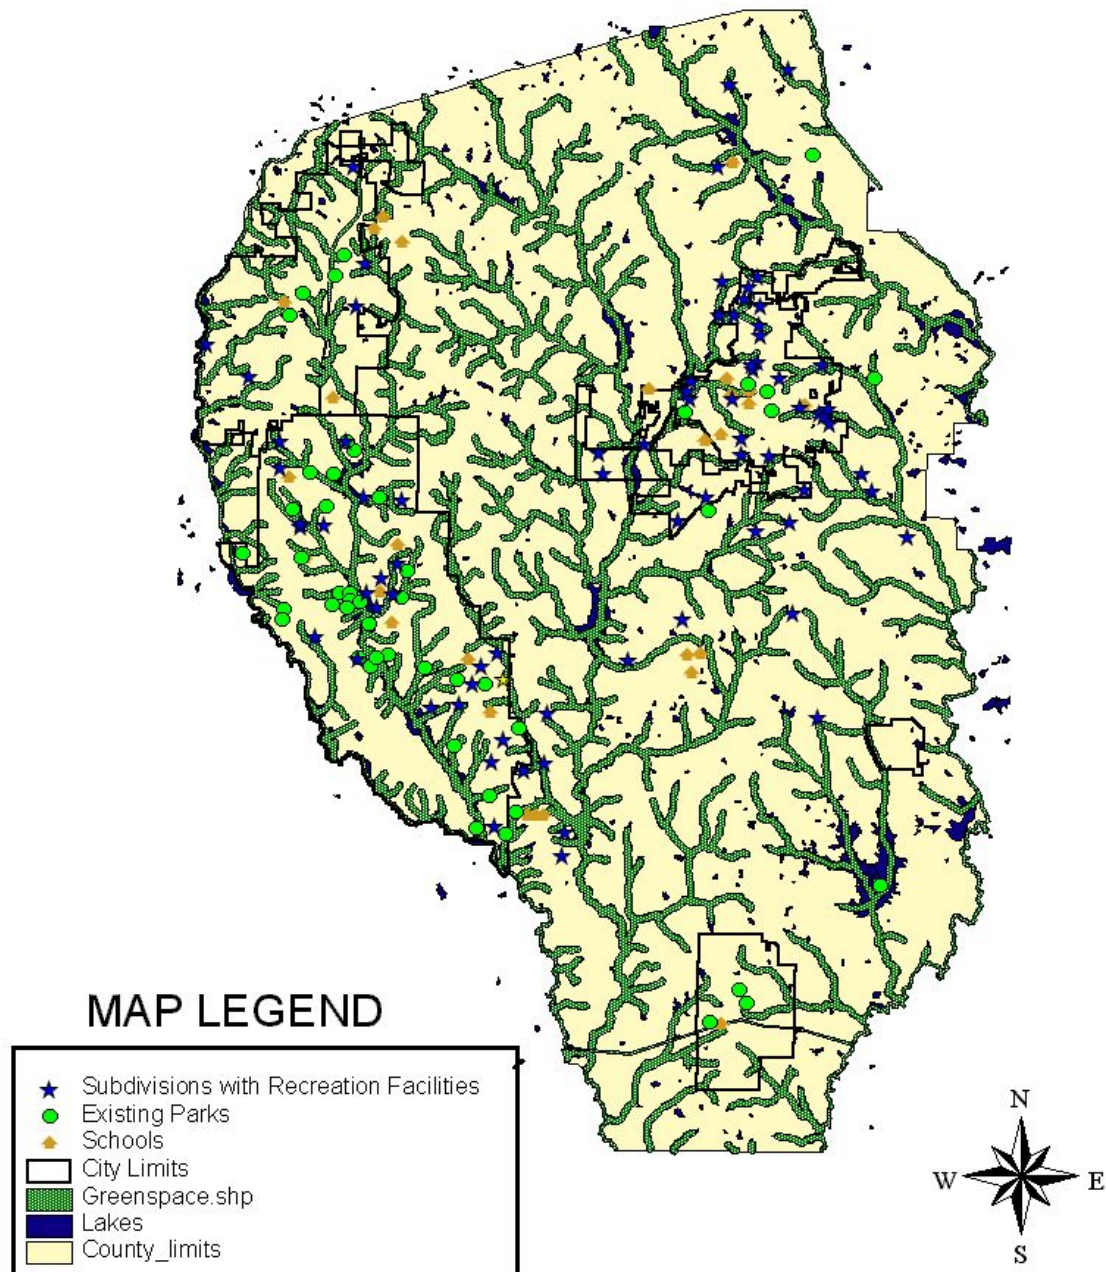 MAP LEGEND
Subdivisions with Recreation Facilities
Existing Parks
Schools
City Limits
Greenspace.shp
Lakes
County_limits
N
W
E
S